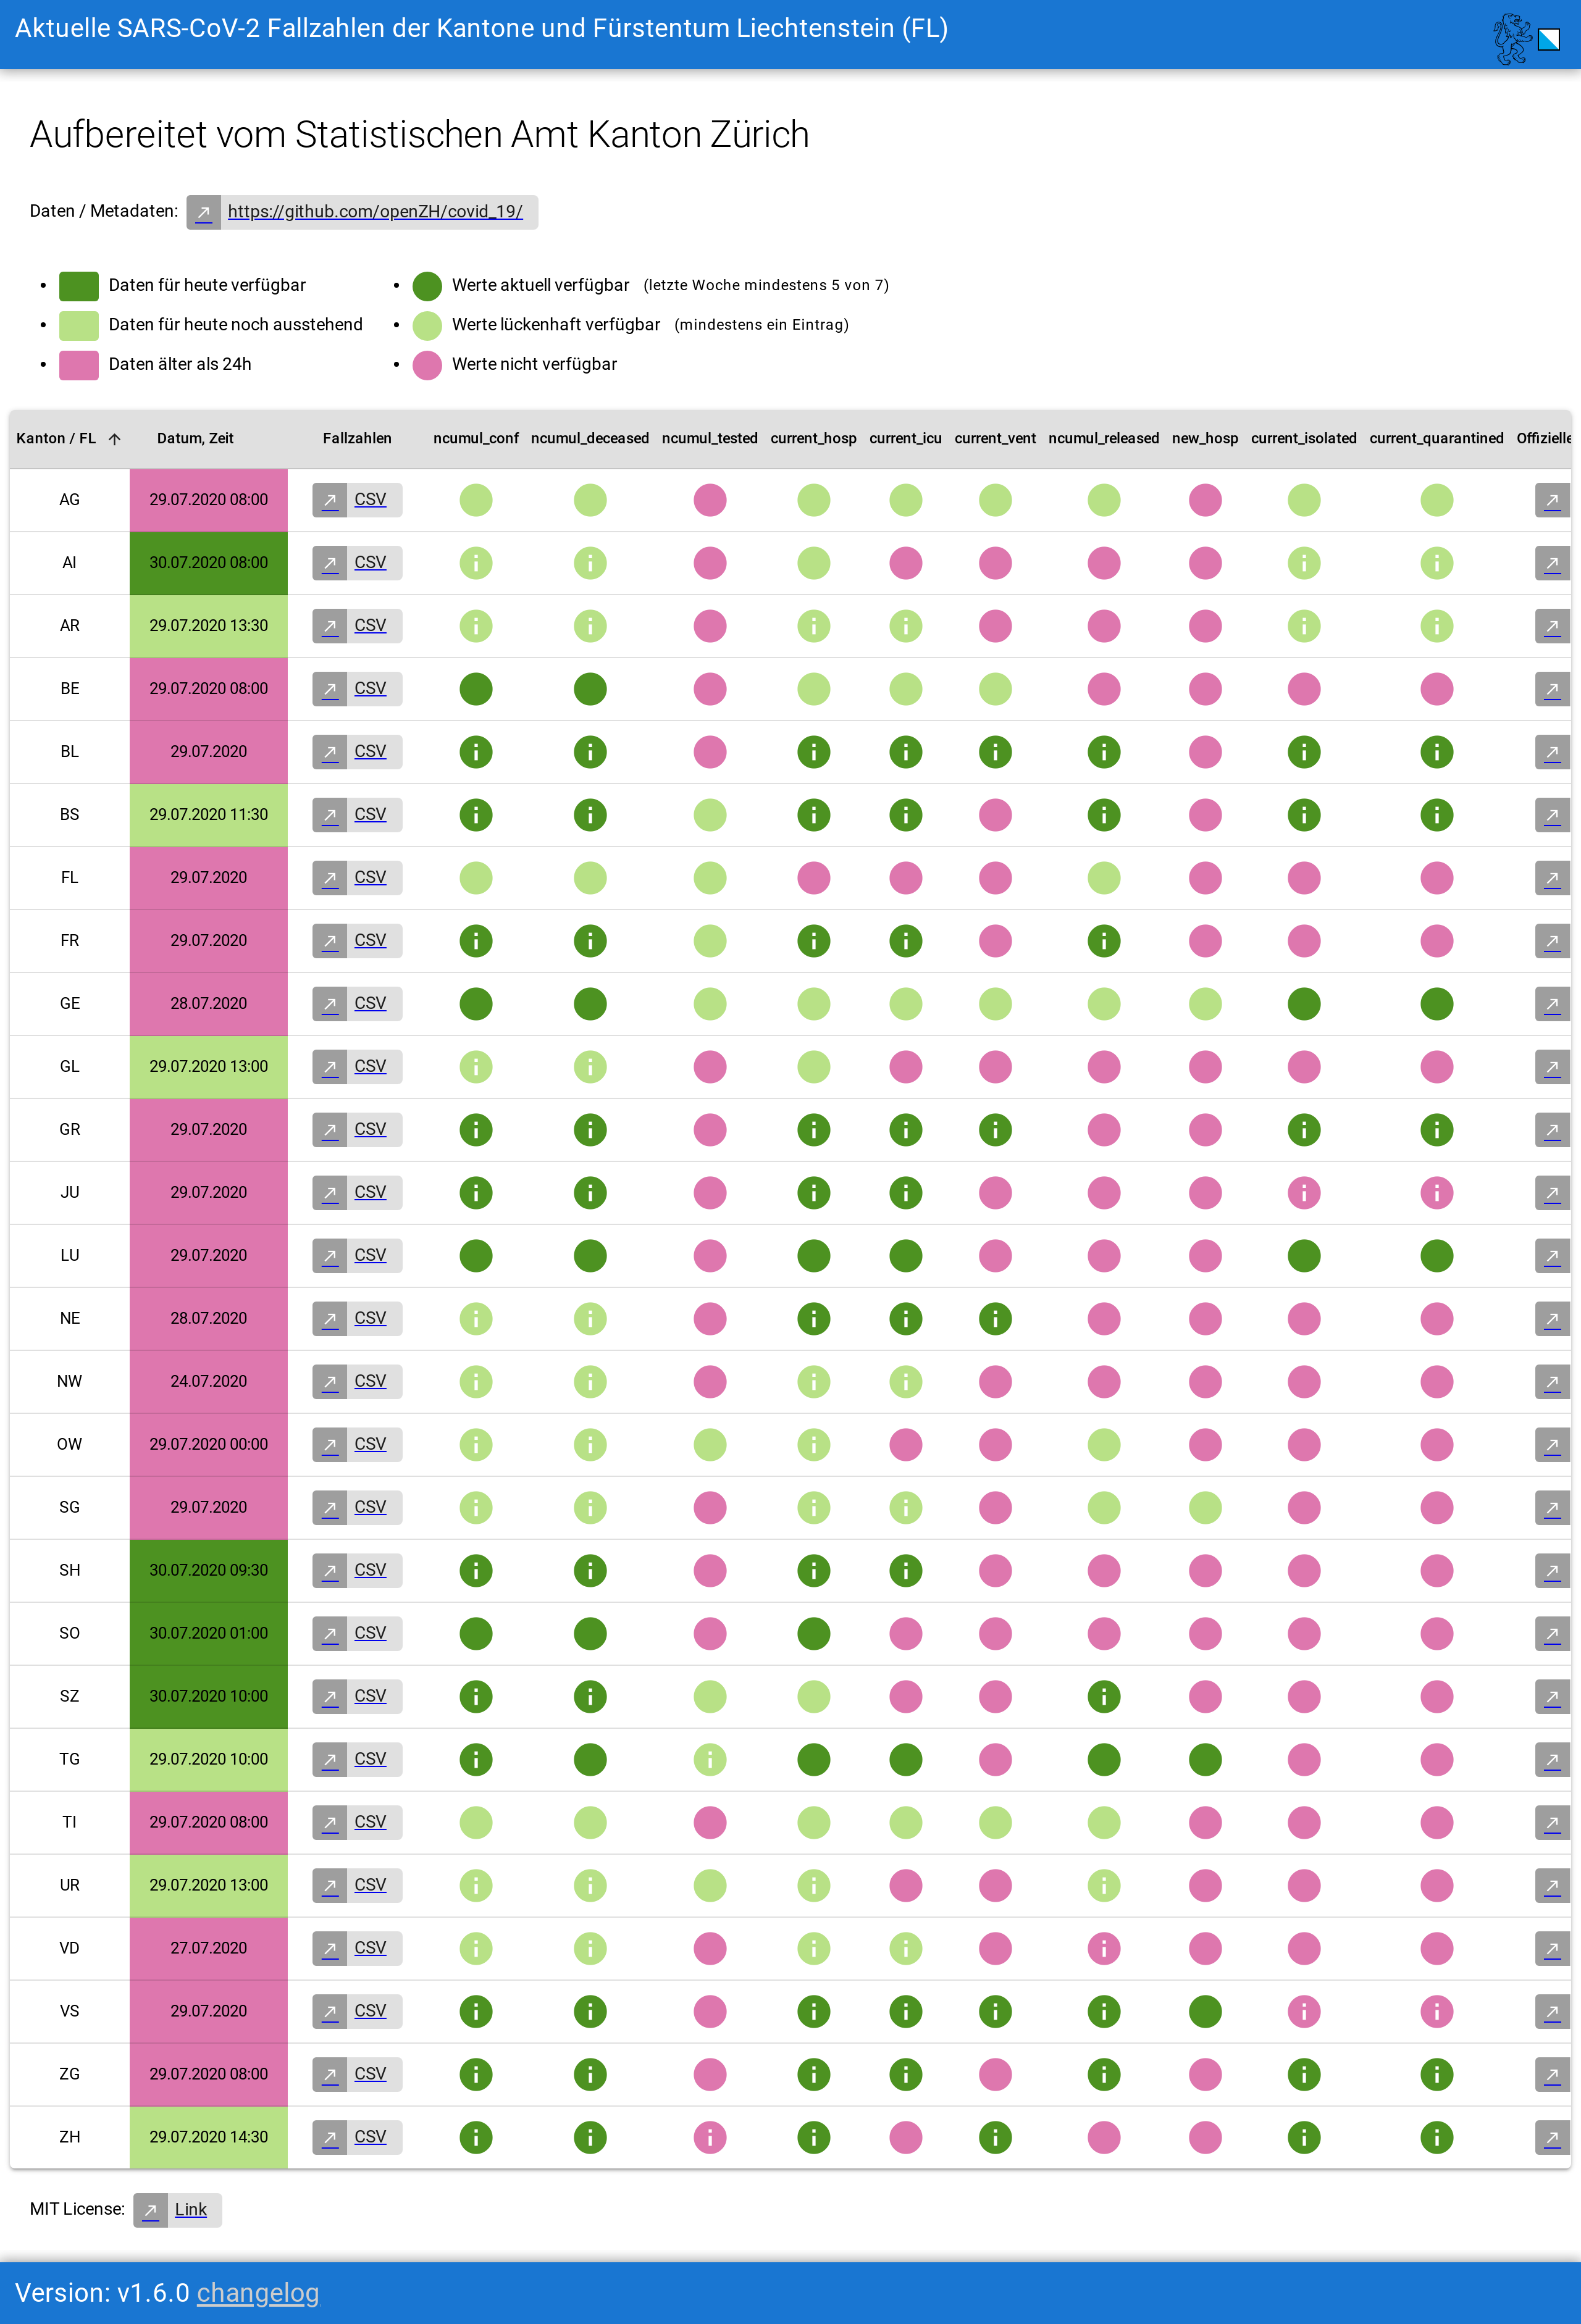 Aktuelle SARS-CoV-2 Fallzahlen der Kantone und Fürstentum Liechtenstein (FL)
Aufbereitet vom Statistischen Amt Kanton Zürich
Daten / Metadaten: https://github.com/openZH/covid_19/
Daten für heute verfügbar
Daten für heute noch ausstehend
Daten älter als 24h
Werte aktuell verfügbar (letzte Woche mindestens 5 von 7)
Werte lückenhaft verfügbar (mindestens ein Eintrag)
Werte nicht verfügbar
Kanton / FL Datum, Zeit Fallzahlen ncumul_conf ncumul_deceased ncumul_tested current_hosp current_icu current_vent ncumul_released new_hosp current_isolated current_quarantined Offizielle
AG 29.07.2020 08:00 CSV
AI 30.07.2020 08:00 CSV
AR 29.07.2020 13:30 CSV
BE 29.07.2020 08:00 CSV
BL 29.07.2020 CSV
BS 29.07.2020 11:30 CSV
FL 29.07.2020 CSV
FR 29.07.2020 CSV
GE 28.07.2020 CSV
GL 29.07.2020 13:00 CSV
GR 29.07.2020 CSV
JU 29.07.2020 CSV
LU 29.07.2020 CSV
NE 28.07.2020 CSV
NW 24.07.2020 CSV
OW 29.07.2020 00:00 CSV
SG 29.07.2020 CSV
SH 30.07.2020 09:30 CSV
SO 30.07.2020 01:00 CSV
SZ 30.07.2020 10:00 CSV
TG 29.07.2020 10:00 CSV
TI 29.07.2020 08:00 CSV
UR 29.07.2020 13:00 CSV
VD 27.07.2020 CSV
VS 29.07.2020 CSV
ZG 29.07.2020 08:00 CSV
ZH 29.07.2020 14:30 CSV
MIT License: Link
Version: v1.6.0 changelog